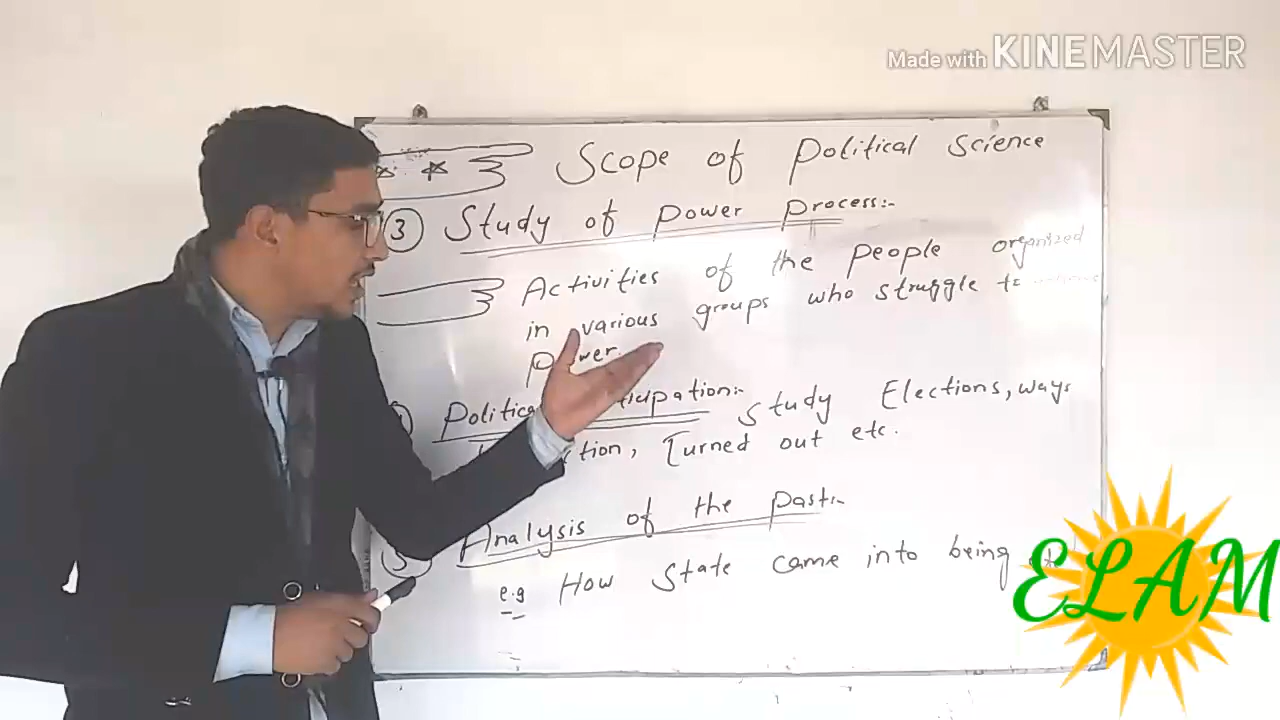 Made with KINEMASTER
Scope of Political Science
③ Study of Power Process:-
Activities of the People organized
in various groups who struggle to
Power.
Study Elections, ways
Turned out etc.
Analysis of the Past:-
e.g How State came into being
ELAM